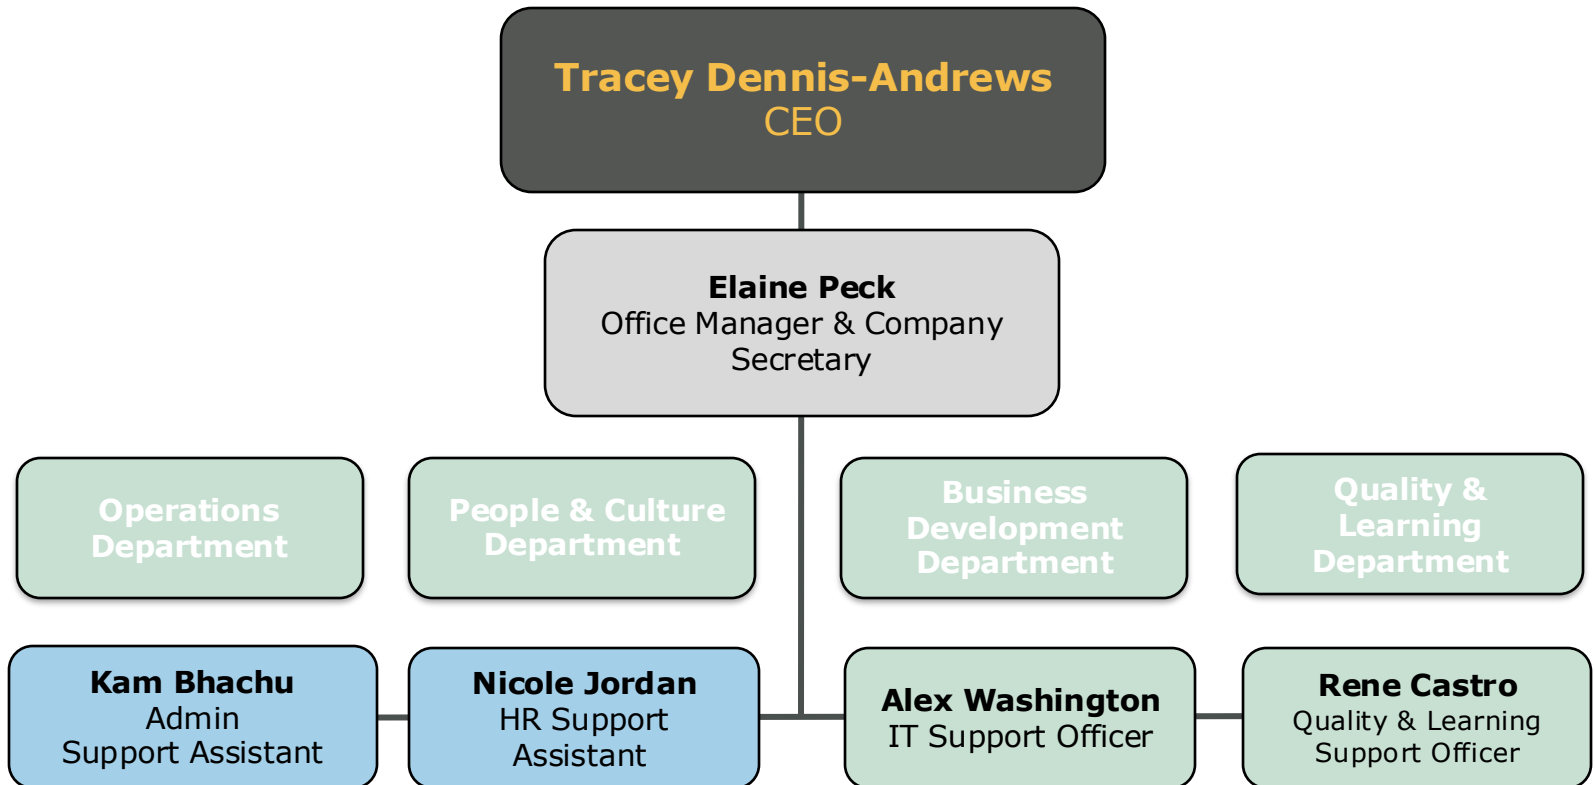 Tracey Dennis-Andrews
CEO
Elaine Peck
Office Manager & Company
Secretary
Operations
Department
People & Culture
Department
Business
Development
Department
Quality &
Learning
Department
Kam Bhachu
Admin
Support Assistant
Nicole Jordan
HR Support
Assistant
Alex Washington
IT Support Officer
Rene Castro
Quality & Learning
Support Officer